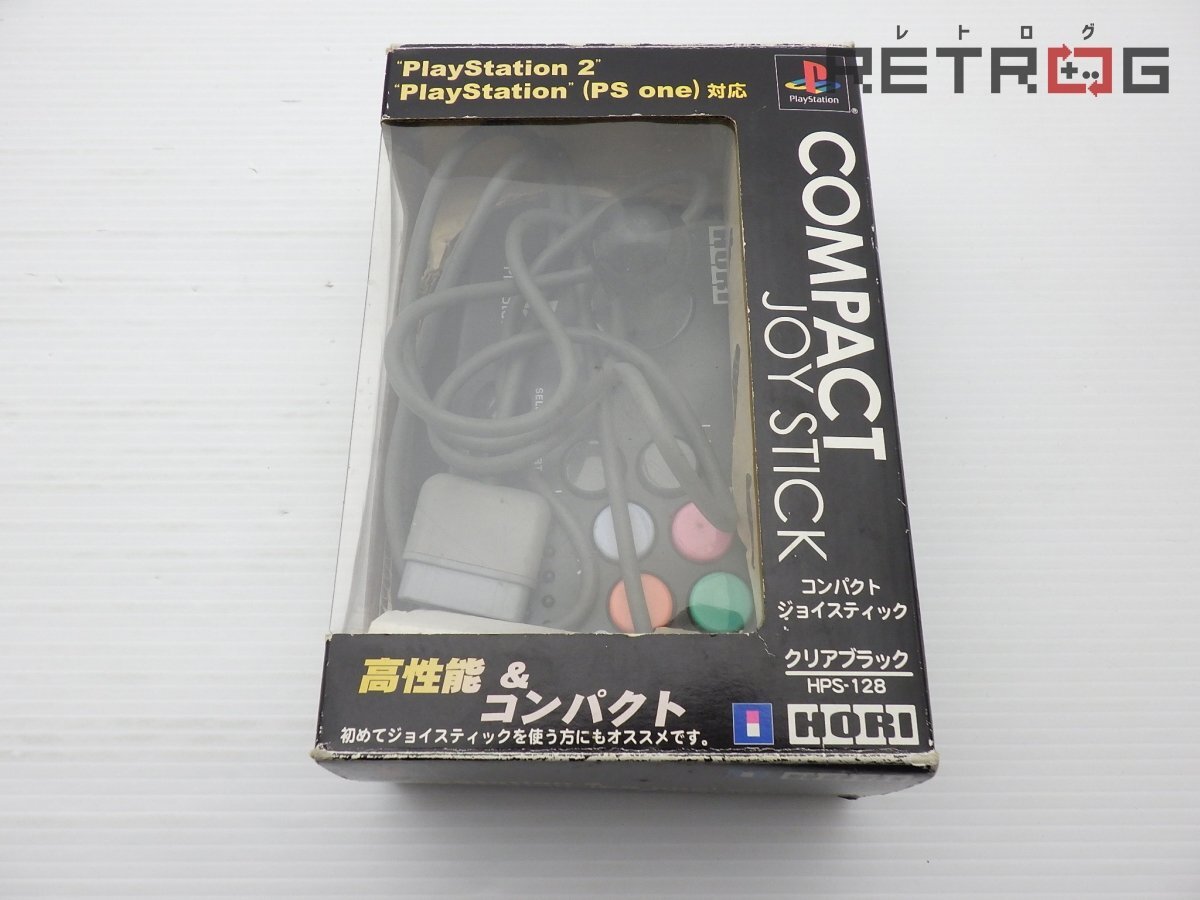 レトログ
RETROG
"PlayStation 2"
"PlayStation" (PS one) 対応
PlayStation
COMPACT
JOY STICK
HORI
コンパクト
ジョイスティック
クリアブラック
HPS-128
HORI
高性能 &
コンパクト
初めてジョイスティックを使う方にもオススメです。